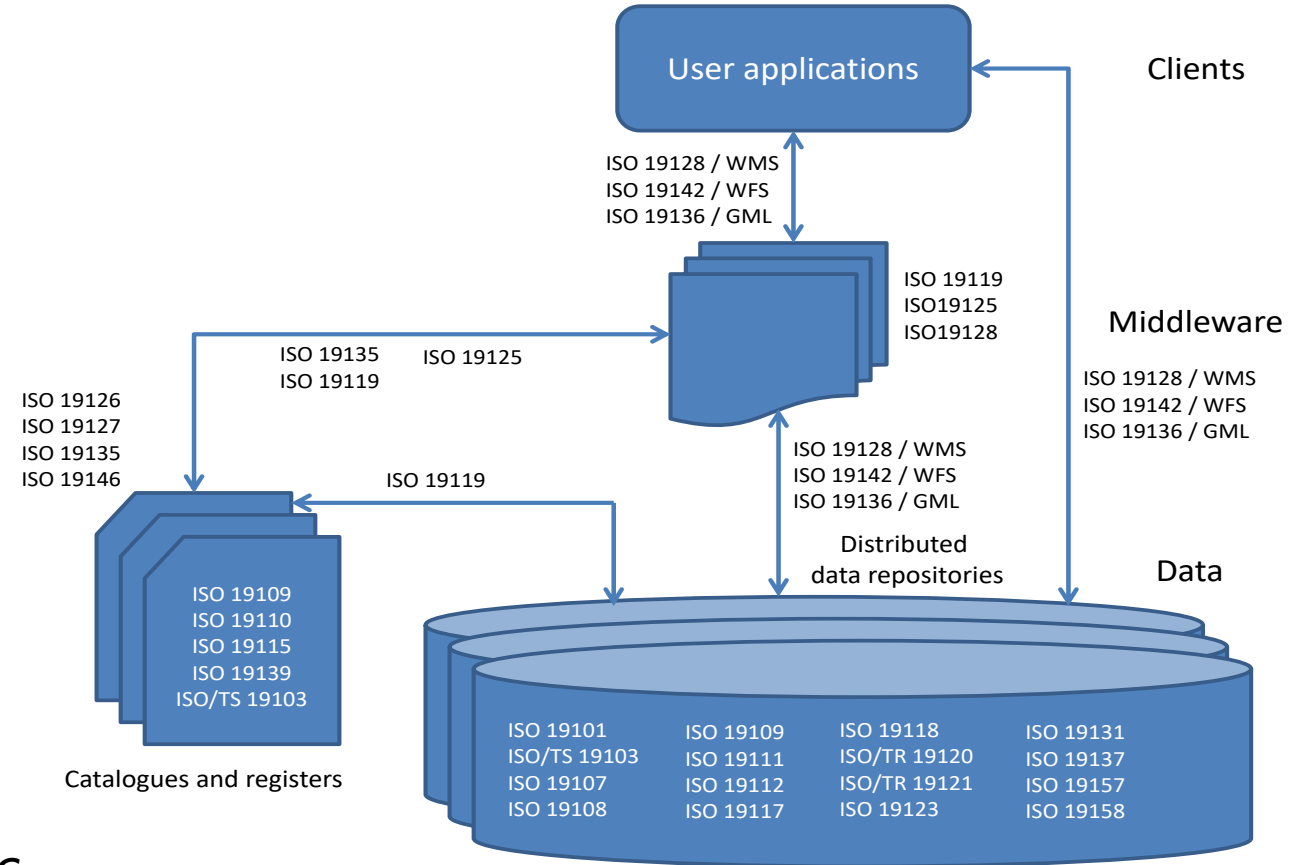 User applications
Clients
ISO 19128 / WMS
ISO 19142 / WFS
ISO 19136 / GML
ISO 19119
ISO19125
ISO19128
Middleware
ISO 19135
ISO 19119
ISO 19125
ISO 19128 / WMS
ISO 19142 / WFS
ISO 19136 / GML
ISO 19126
ISO 19127
ISO 19135
ISO 19146
ISO 19119
ISO 19128 / WMS
ISO 19142 / WFS
ISO 19136 / GML
Distributed
data repositories
Data
ISO 19109
ISO 19110
ISO 19115
ISO 19139
ISO/TS 19103
Catalogues and registers
ISO 19101
ISO/TS 19103
ISO 19107
ISO 19108
ISO 19109
ISO 19111
ISO 19112
ISO 19117
ISO 19118
ISO/TR 19120
ISO/TR 19121
ISO 19123
ISO 19131
ISO 19137
ISO 19157
ISO 19158